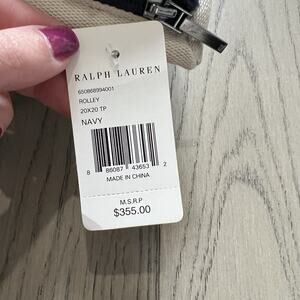 RALPH LAUREN
650868994001
ROLLEY
20X20 TP
NAVY
8 86087 43653 2
MADE IN CHINA
M.S.R.P
$355.00